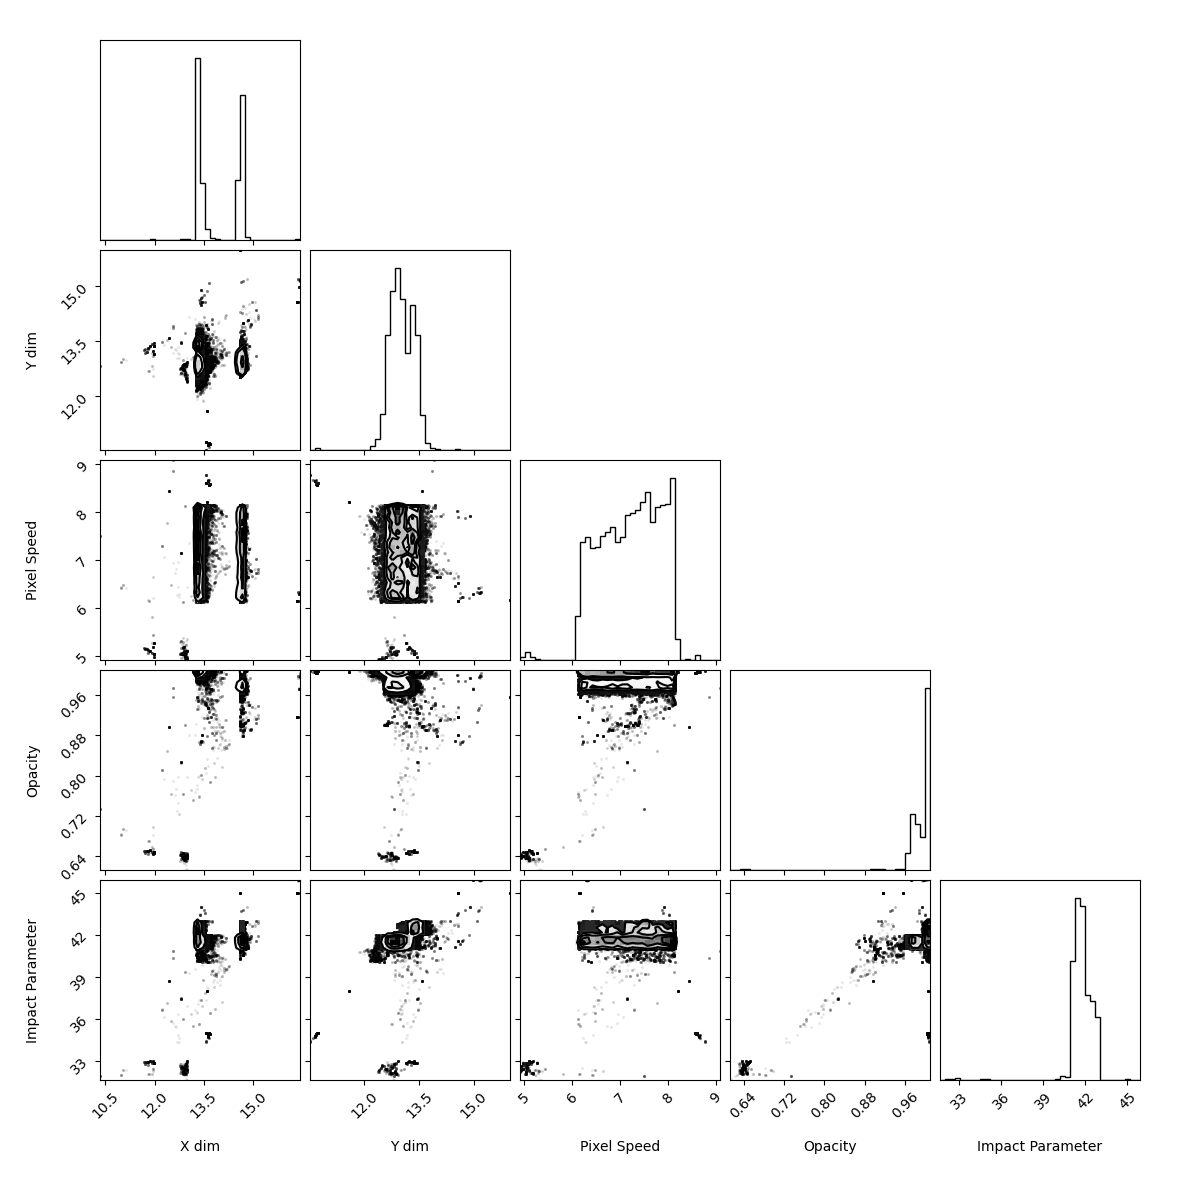 15.0
13.5
12.0
Y dim
9
8
7
6
5
Pixel Speed
0.96
0.88
0.80
0.72
0.64
Opacity
45
42
39
36
33
Impact Parameter
10.5 12.0 13.5 15.0
12.0 13.5 15.0
5 6 7 8 9
0.64 0.72 0.80 0.88 0.96
33 36 39 42 45
X dim Y dim Pixel Speed Opacity Impact Parameter